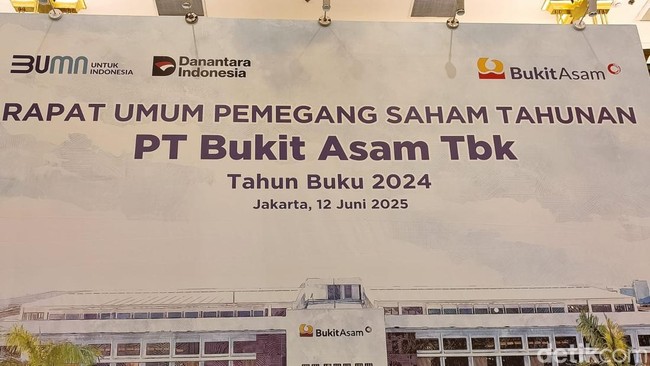 BUMN UNTUK INDONESIA
Danantara Indonesia
BukitAsam
RAPAT UMUM PEMEGANG SAHAM TAHUNAN
PT Bukit Asam Tbk
Tahun Buku 2024
Jakarta, 12 Juni 2025
BukitAsam
detikcom